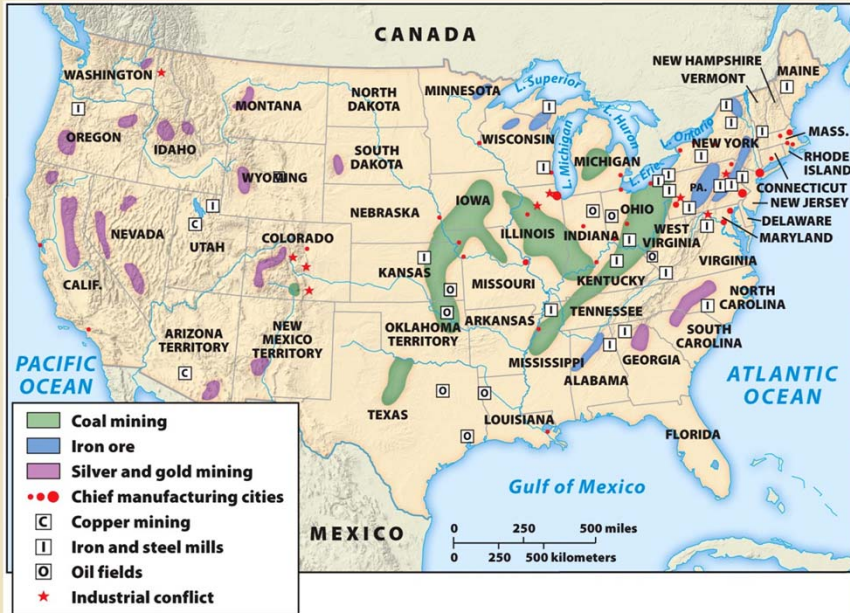 CANADA
WASHINGTON
MONTANA
NORTH
DAKOTA
MINNESOTA
L. Superior
NEW HAMPSHIRE
VERMONT
MAINE
I
OREGON
IDAHO
SOUTH
DAKOTA
WISCONSIN
I
L. Michigan
L. Huron
MICHIGAN
L. Ontario
L. Erie
I
I
NEW YORK
I
I
I
MASS.
RHODE
ISLAND
CONNECTICUT
NEW JERSEY
DELAWARE
MARYLAND
WYOMING
NEBRASKA
IOWA
I
ILLINOIS
INDIANA
O
O
OHIO
I
I
I
PA.
I
I
I
I
I
WEST
VIRGINIA
VIRGINIA
NEVADA
I
C
UTAH
COLORADO
KANSAS
I
MISSOURI
I
I
O
I
KENTUCKY
CALIF.
ARIZONA
TERRITORY
C
NEW
MEXICO
TERRITORY
O
O
OKLAHOMA
TERRITORY
ARKANSAS
I
TENNESSEE
NORTH
CAROLINA
I
SOUTH
CAROLINA
I
I
MISSISSIPPI
ALABAMA
GEORGIA
PACIFIC
OCEAN
ATLANTIC
OCEAN
TEXAS
O
O
O
LOUISIANA
FLORIDA
Gulf of Mexico
MEXICO
0 250 500 miles
0 250 500 kilometers
Coal mining
Iron ore
Silver and gold mining
Chief manufacturing cities
C Copper mining
I Iron and steel mills
O Oil fields
Industrial conflict